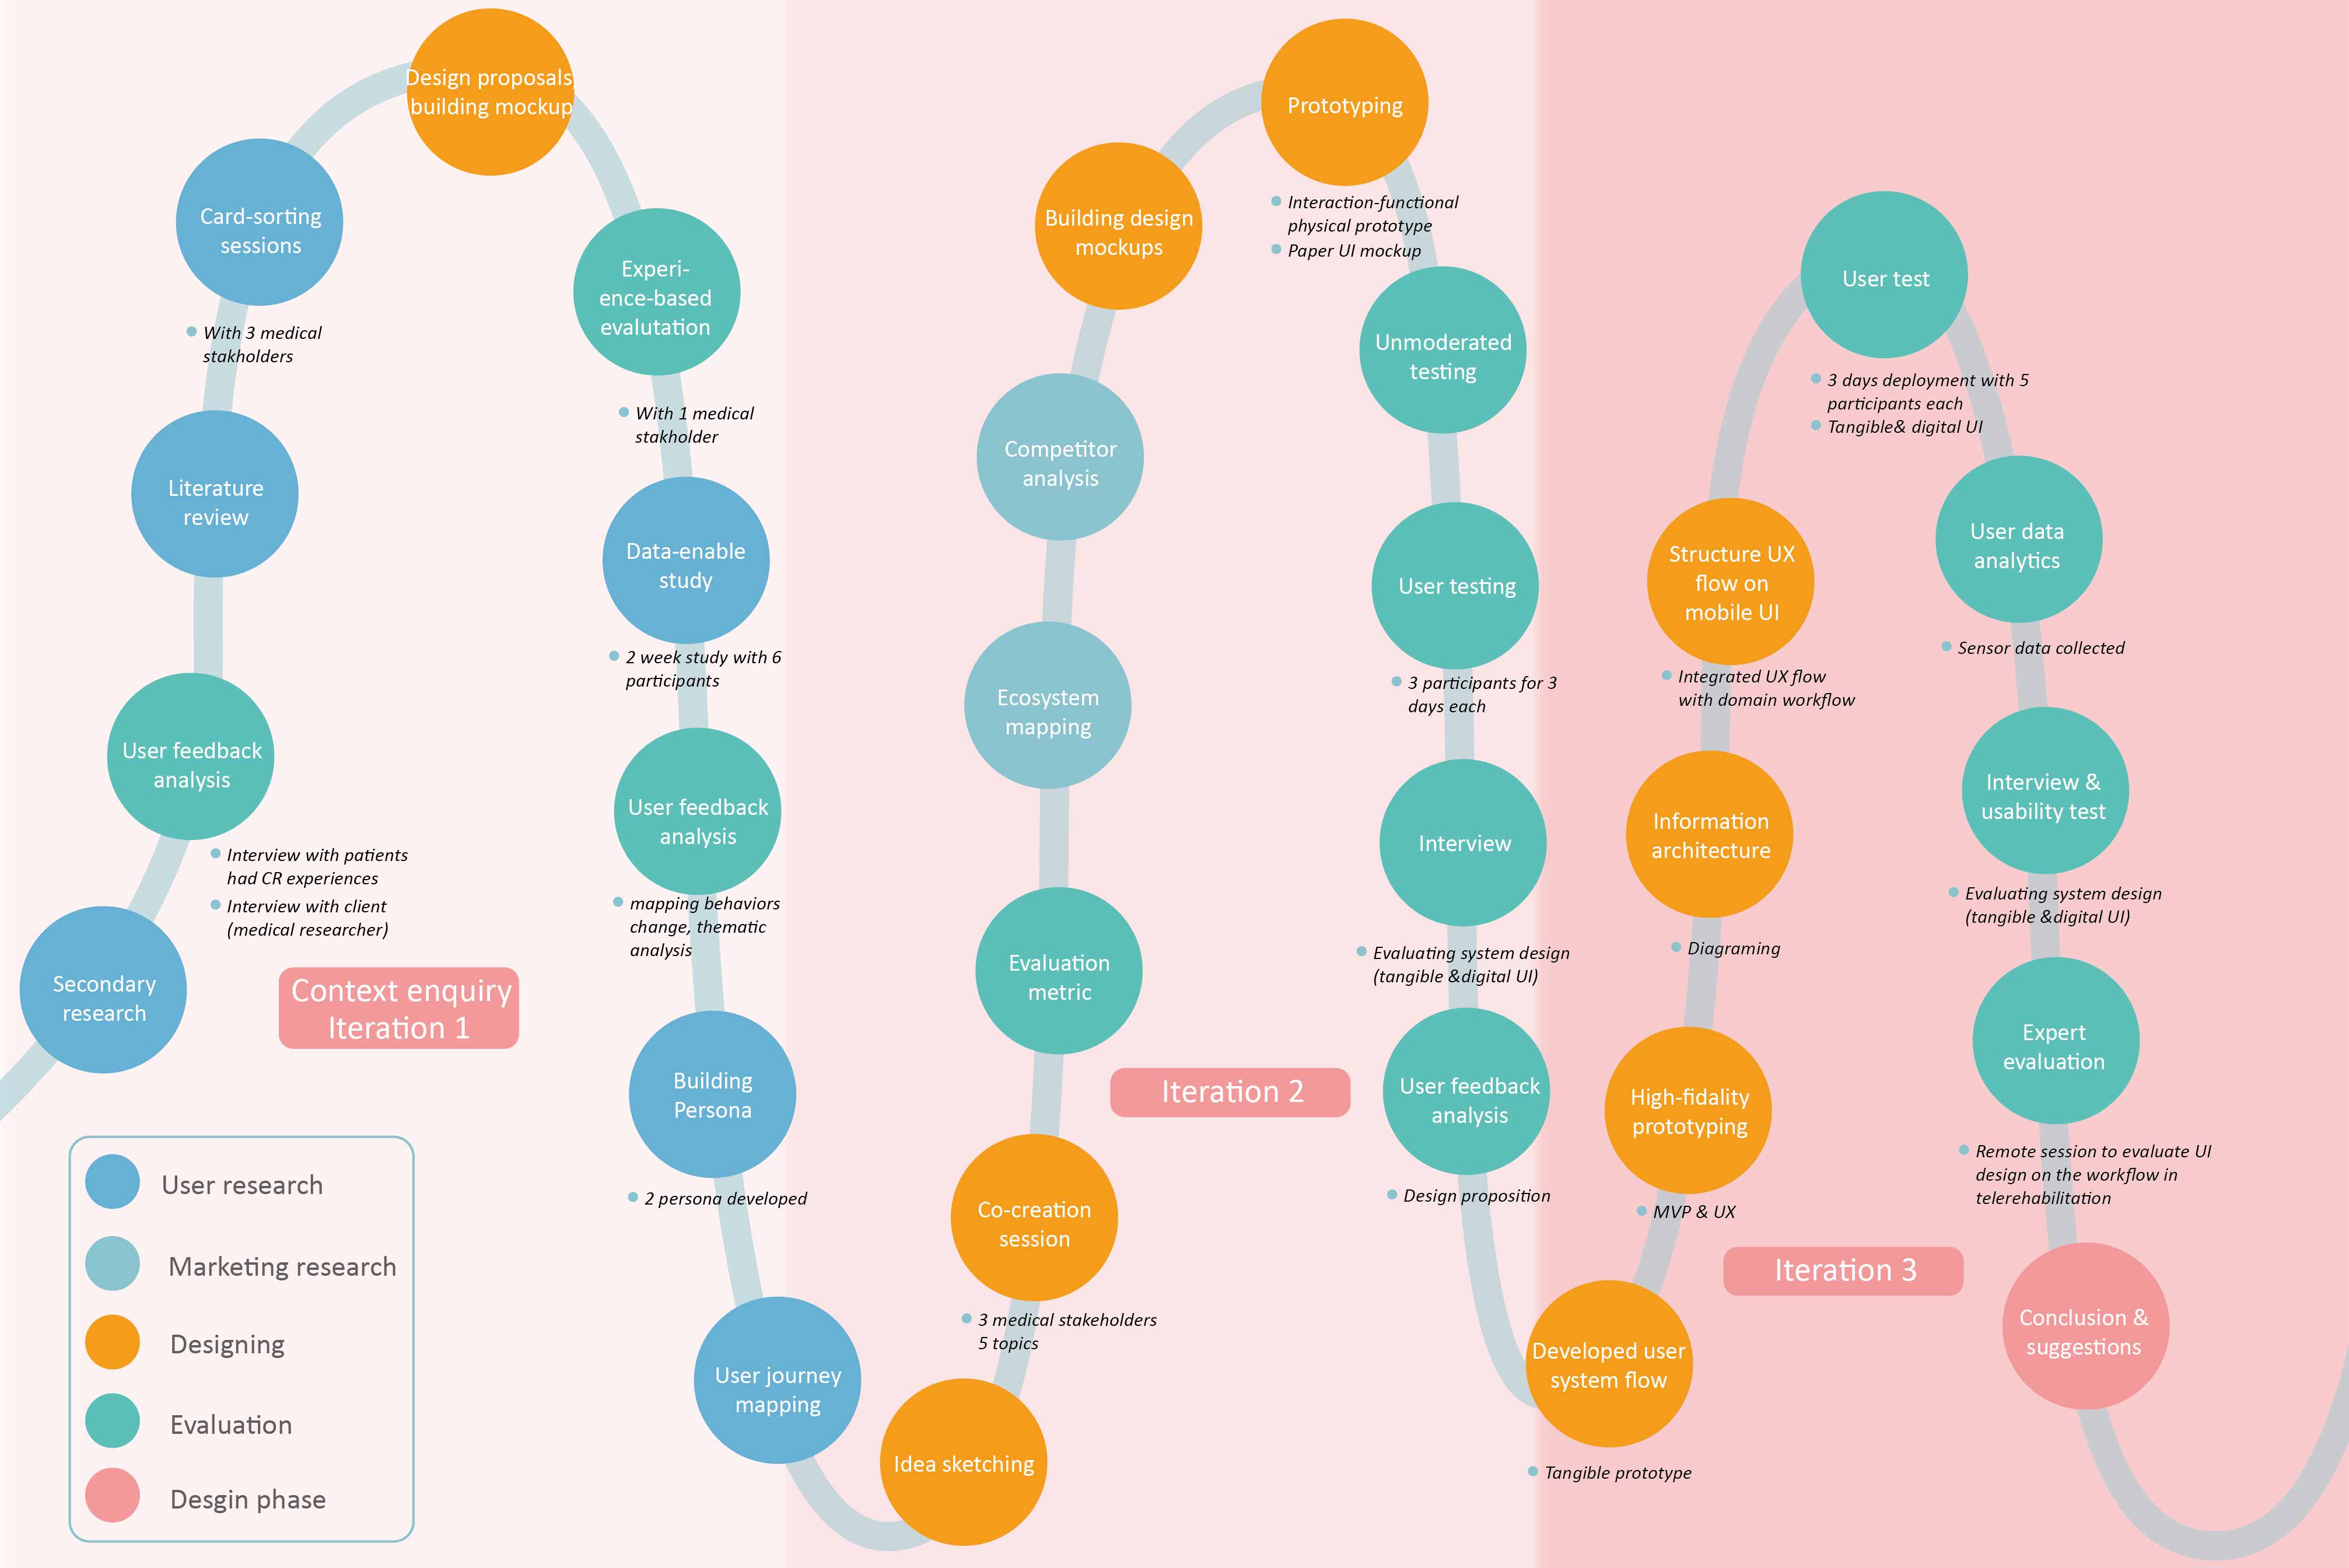 Secondary
research
User feedback
analysis
Interview with patients
had CR experiences
Interview with client
(medical researcher)
Literature
review
Card-sorting
sessions
With 3 medical
stakholders
Design proposals,
building mockup
Experi-
ence-based
evalutation
With 1 medical
stakholder
Data-enable
study
2 week study with 6
participants
User feedback
analysis
mapping behaviors
change, thematic
analysis
Building
Persona
2 persona developed
User journey
mapping
Context enquiry
Iteration 1
Idea sketching
Co-creation
session
3 medical stakeholders
5 topics
Evaluation
metric
Ecosystem
mapping
Competitor
analysis
Building design
mockups
Prototyping
Interaction-functional
physical prototype
Paper UI mockup
Unmoderated
testing
User testing
3 participants for 3
days each
Interview
Evaluating system design
(tangible &digital UI)
User feedback
analysis
Design proposition
Iteration 2
Developed user
system flow
Tangible prototype
High-fidality
prototyping
MVP & UX
Information
architecture
Diagraming
Structure UX
flow on
mobile UI
Integrated UX flow
with domain workflow
User test
3 days deployment with 5
participants each
Tangible& digital UI
User data
analytics
Sensor data collected
Interview &
usability test
Evaluating system design
(tangible &digital UI)
Expert
evaluation
Remote session to evaluate UI
design on the workflow in
telerehabilitation
Iteration 3
Conclusion &
suggestions
User research
Marketing research
Designing
Evaluation
Desgin phase